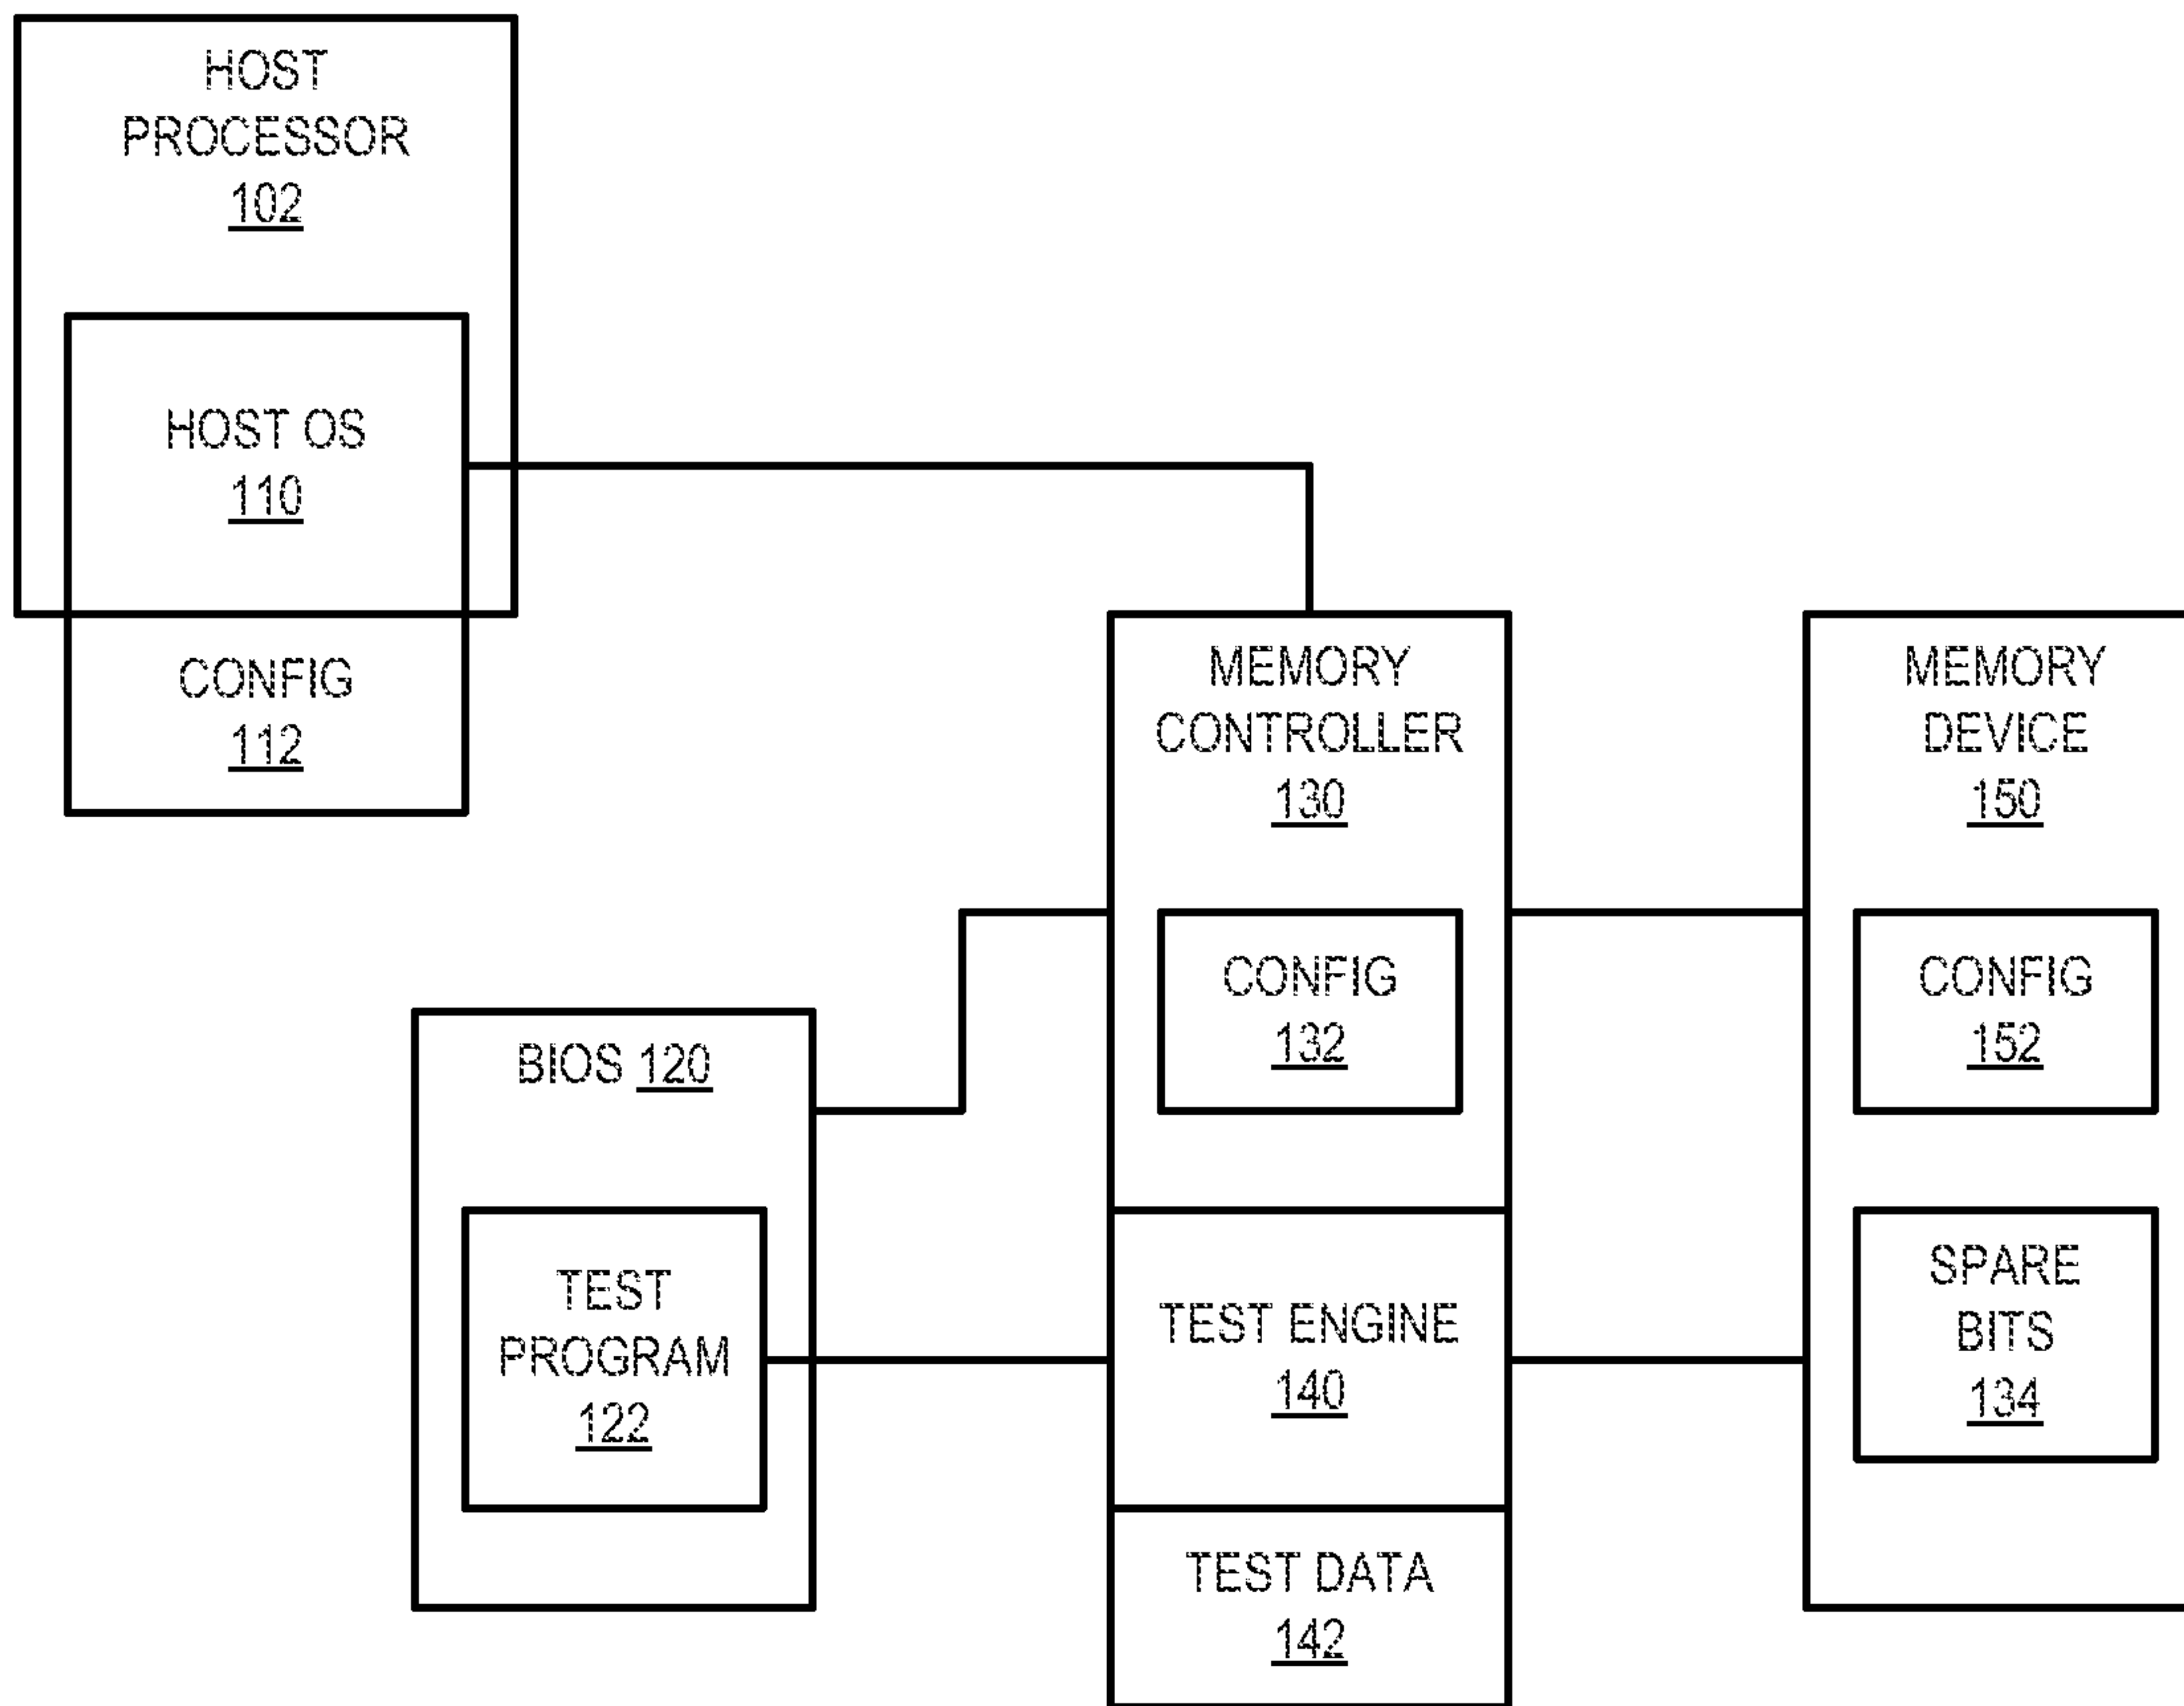 HOST
PROCESSOR
102
HOST OS
110
CONFIG
112
MEMORY
CONTROLLER
130
CONFIG
132
TEST ENGINE
140
TEST DATA
142
BIOS 120
TEST
PROGRAM
122
MEMORY
DEVICE
150
CONFIG
152
SPARE
BITS
134